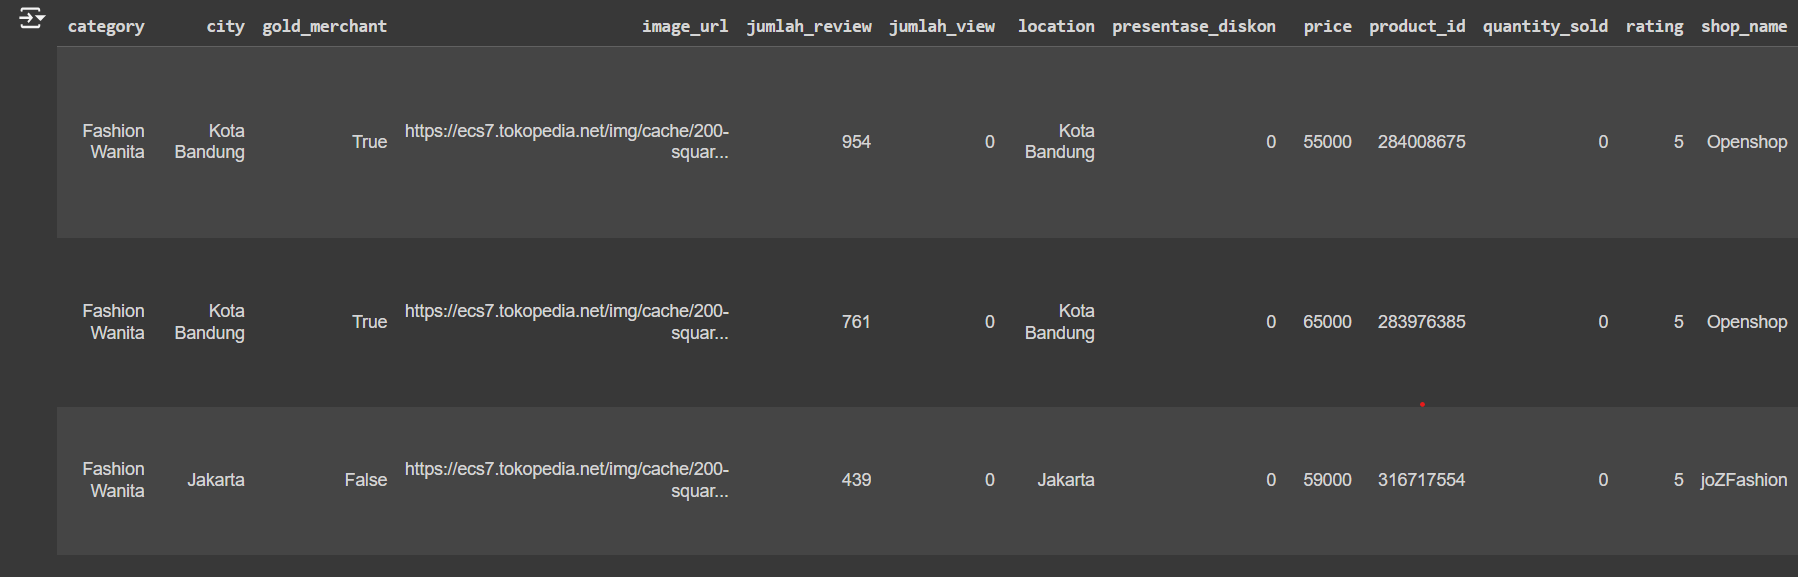 category city gold_merchant image_url jumlah_review jumlah_view location presentase_diskon price product_id quantity_sold rating shop_name
Fashion Wanita Kota Bandung True https://ecs7.tokopedia.net/img/cache/200-squar... 954 0 Kota Bandung 0 55000 284008675 0 5 Openshop
Fashion Wanita Kota Bandung True https://ecs7.tokopedia.net/img/cache/200-squar... 761 0 Kota Bandung 0 65000 283976385 0 5 Openshop
Fashion Wanita Jakarta False https://ecs7.tokopedia.net/img/cache/200-squar... 439 0 Jakarta 0 59000 316717554 0 5 joZFashion